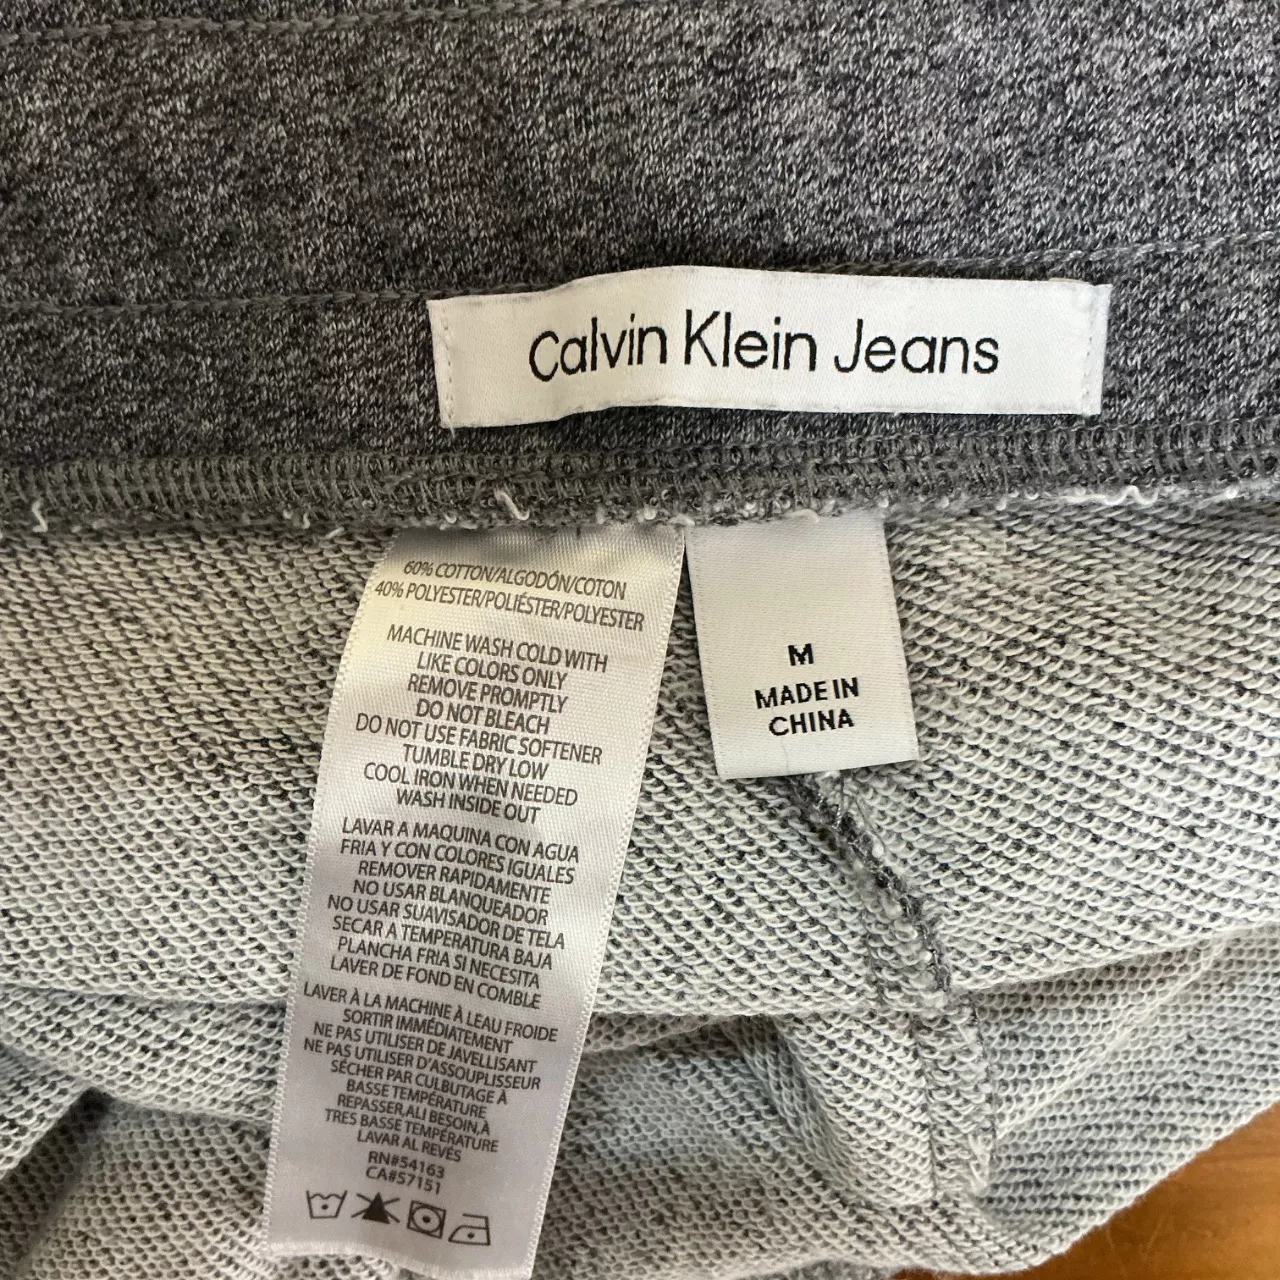 Calvin Klein Jeans
60% COTTON/ALGODÓN/COTON
40% POLYESTER/POLIÉSTER/POLYESTER
MACHINE WASH COLD WITH
LIKE COLORS ONLY
REMOVE PROMPTLY
DO NOT BLEACH
DO NOT USE FABRIC SOFTENER
TUMBLE DRY LOW
COOL IRON WHEN NEEDED
WASH INSIDE OUT
LAVAR A MAQUINA CON AGUA
FRIA Y CON COLORES IGUALES
REMOVER RAPIDAMENTE
NO USAR BLANQUEADOR
NO USAR SUAVISADOR DE TELA
SECAR A TEMPERATURA BAJA
PLANCHA FRIA SI NECESITA
LAVER DE FOND EN COMBLE
LAVER À LA MACHINE À LEAU FROIDE
SORTIR IMMÉDIATEMENT
NE PAS UTILISER DE JAVELLISANT
NE PAS UTILISER D'ASSOUPLISSEUR
SÉCHER PAR CULBUTAGE À
BASSE TEMPÉRATURE
REPASSER,ALI BESOIN,À
TRES BASSE TEMPÉRATURE
LAVAR AL REVÉS
RN#54163
CA#57151
M
MADE IN
CHINA